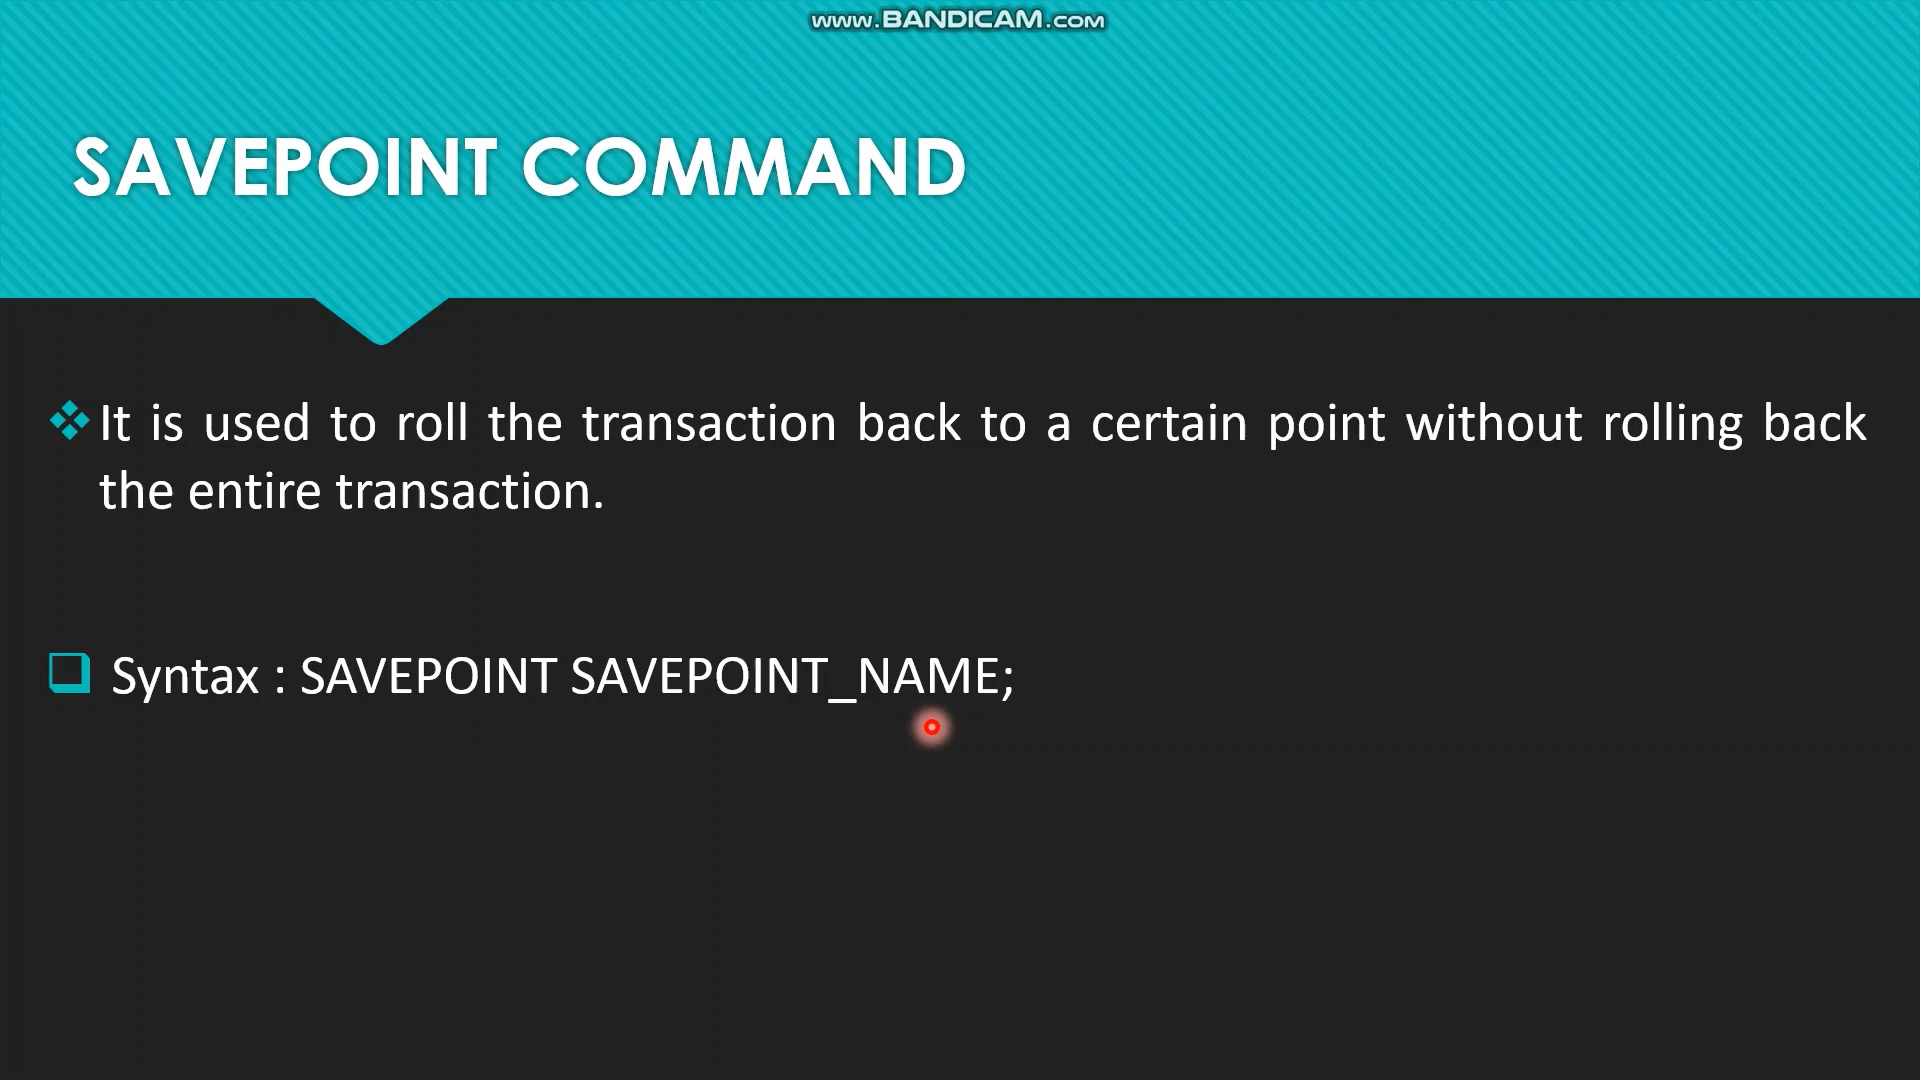 www.BANDICAM.com
SAVEPOINT COMMAND
It is used to roll the transaction back to a certain point without rolling back
the entire transaction.
Syntax : SAVEPOINT SAVEPOINT_NAME;